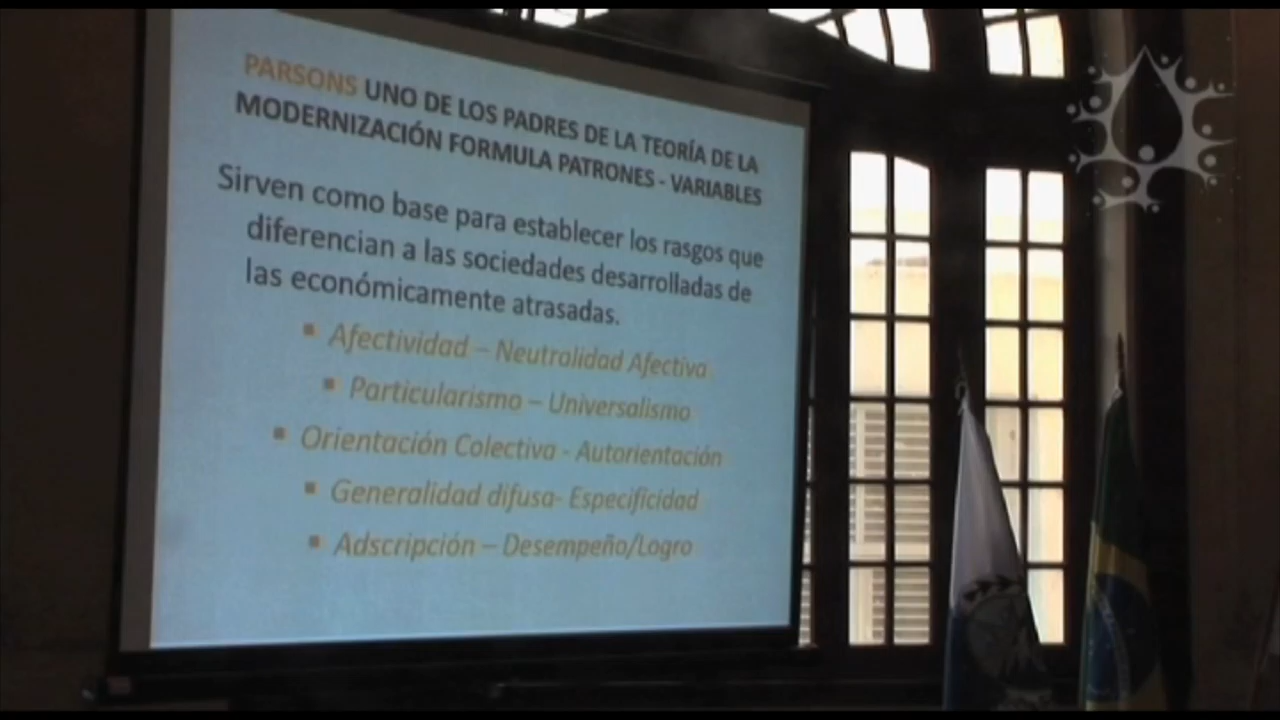 PARSONS UNO DE LOS PADRES DE LA TEORÍA DE LA
MODERNIZACIÓN FORMULA PATRONES - VARIABLES
Sirven como base para establecer los rasgos que
diferencian a las sociedades desarrolladas de
las económicamente atrasadas.
▪ Afectividad – Neutralidad Afectiva
▪ Particularismo – Universalismo
▪ Orientación Colectiva - Autorientación
▪ Generalidad difusa- Especificidad
▪ Adscripción – Desempeño/Logro